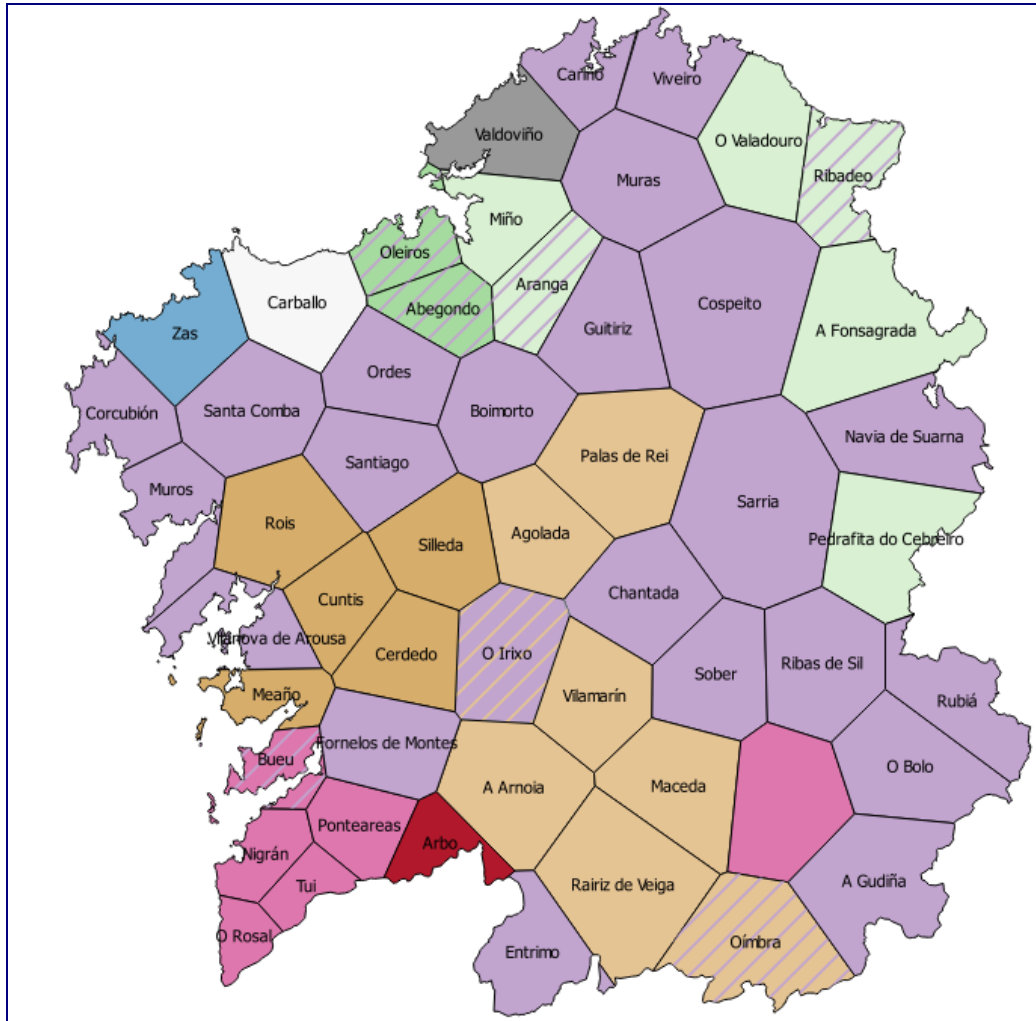 Cariño
Viveiro
Valdoviño
O Valadouro
Ribadeo
Muras
Miño
Oleiros
Aranga
Abegondo
Carballo
Cospeito
Zas
Guitiriz
A Fonsagrada
Ordes
Corcubión
Santa Comba
Boimorto
Navia de Suarna
Santiago
Palas de Rei
Muros
Sarria
Rois
Silleda
Agolada
Pedrafita do Cebreiro
Cuntis
Chantada
Vilanova de Arousa
Cerdedo
O Irixo
Sober
Ribas de Sil
Meaño
Vilamarín
Rubiá
Fornelos de Montes
Bueu
O Bolo
A Arnoia
Maceda
Ponteareas
Arbo
Nigrán
Tui
Rairiz de Veiga
A Gudiña
O Rosal
Oímbra
Entrimo